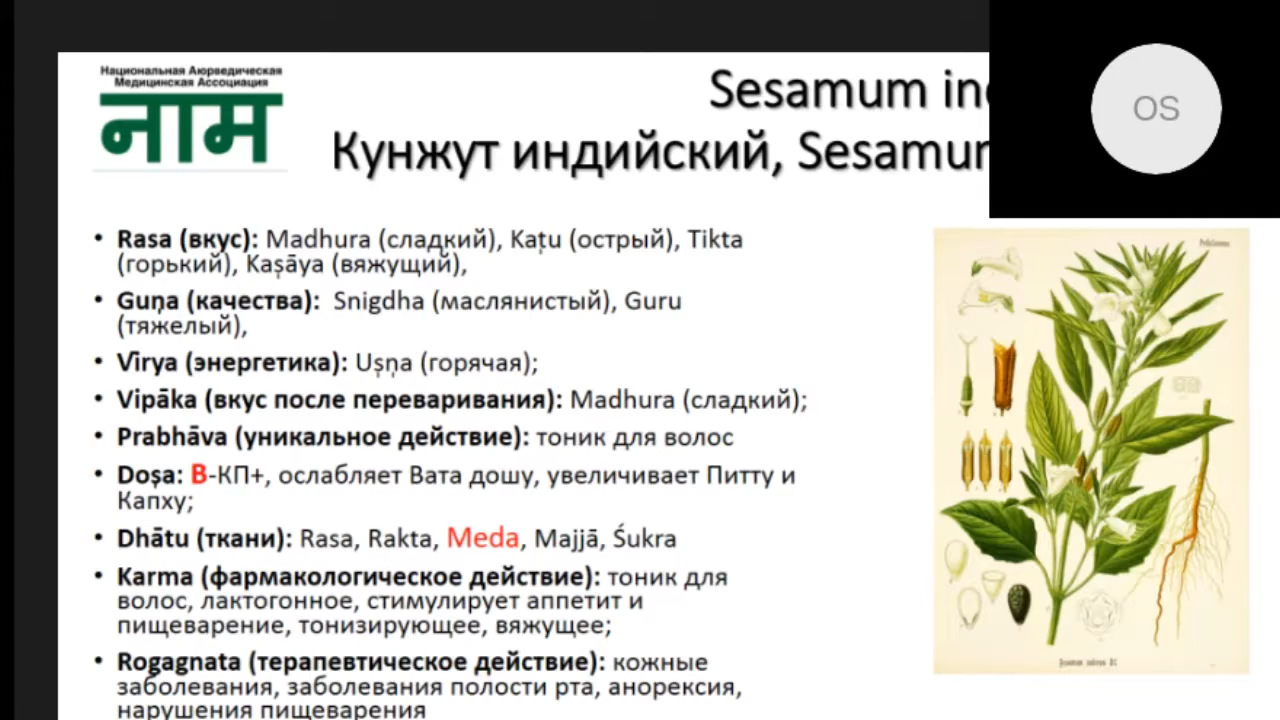 Национальная Аюрведическая
Медицинская Ассоциация
नाम
Sesamum in
Кунжут индийский, Sesamum
OS
• Rasa (вкус): Madhura (сладкий), Kaṭu (острый), Tikta
(горький), Kaṣāya (вяжущий),
• Guṇa (качества): Snigdha (маслянистый), Guru
(тяжелый),
• Vīrya (энергетика): Uṣṇa (горячая);
• Vipāka (вкус после переваривания): Madhura (сладкий);
• Prabhāva (уникальное действие): тоник для волос
• Doṣa: В-КП+, ослабляет Вата дошу, увеличивает Питту и
Капху;
• Dhātu (ткани): Rasa, Rakta, Meda, Majjā, Śukra
• Karma (фармакологическое действие): тоник для
волос, лактогонное, стимулирует аппетит и
пищеварение, тонизирующее, вяжущее;
• Rogagnata (терапевтическое действие): кожные
заболевания, заболевания полости рта, анорексия,
нарушения пищеварения